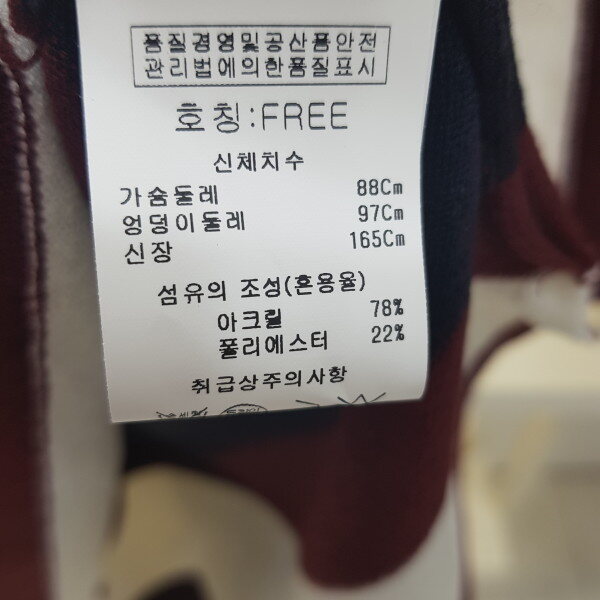 품질경영및공산품안전
관리법에의한품질표시
호칭:FREE
신체치수
가슴둘레 88Cm
엉덩이둘레 97Cm
신장 165Cm
섬유의 조성(혼용율)
아크릴 78%
폴리에스터 22%
취급상주의사항